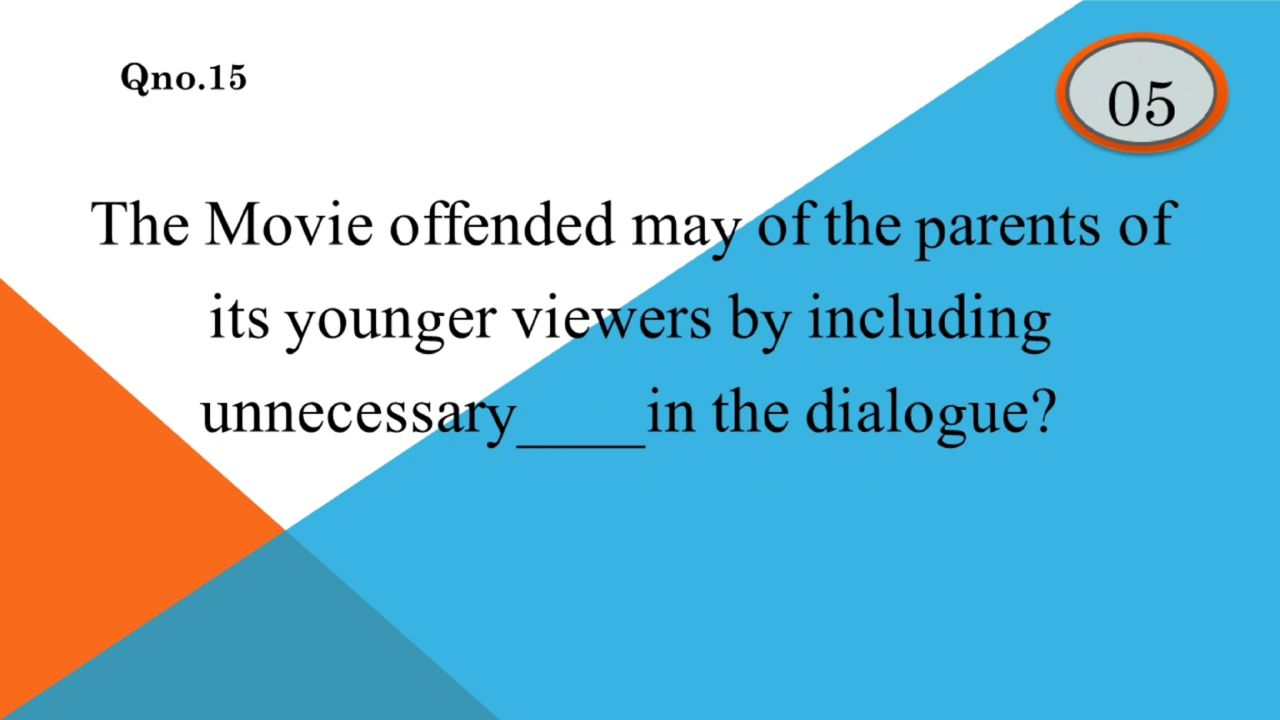 Qno.15
05
The Movie offended may of the parents of
its younger viewers by including
unnecessary____in the dialogue?